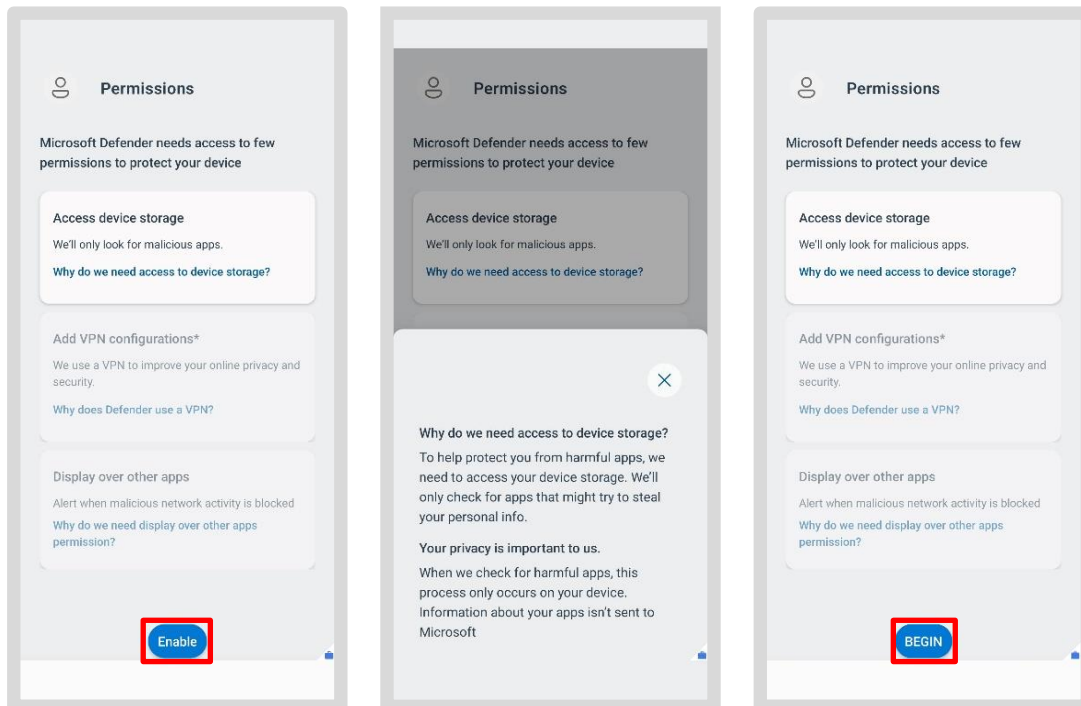 Permissions
Microsoft Defender needs access to few
permissions to protect your device
Access device storage
We'll only look for malicious apps.
Why do we need access to device storage?
Add VPN configurations*
We use a VPN to improve your online privacy and
security.
Why does Defender use a VPN?
Display over other apps
Alert when malicious network activity is blocked
Why do we need display over other apps
permission?
Enable
Permissions
Microsoft Defender needs access to few
permissions to protect your device
Access device storage
We'll only look for malicious apps.
Why do we need access to device storage?
Why do we need access to device storage?
To help protect you from harmful apps, we
need to access your device storage. We'll
only check for apps that might try to steal
your personal info.
Your privacy is important to us.
When we check for harmful apps, this
process only occurs on your device.
Information about your apps isn't sent to
Microsoft
Permissions
Microsoft Defender needs access to few
permissions to protect your device
Access device storage
We'll only look for malicious apps.
Why do we need access to device storage?
Add VPN configurations*
We use a VPN to improve your online privacy and
security.
Why does Defender use a VPN?
Display over other apps
Alert when malicious network activity is blocked
Why do we need display over other apps
permission?
BEGIN